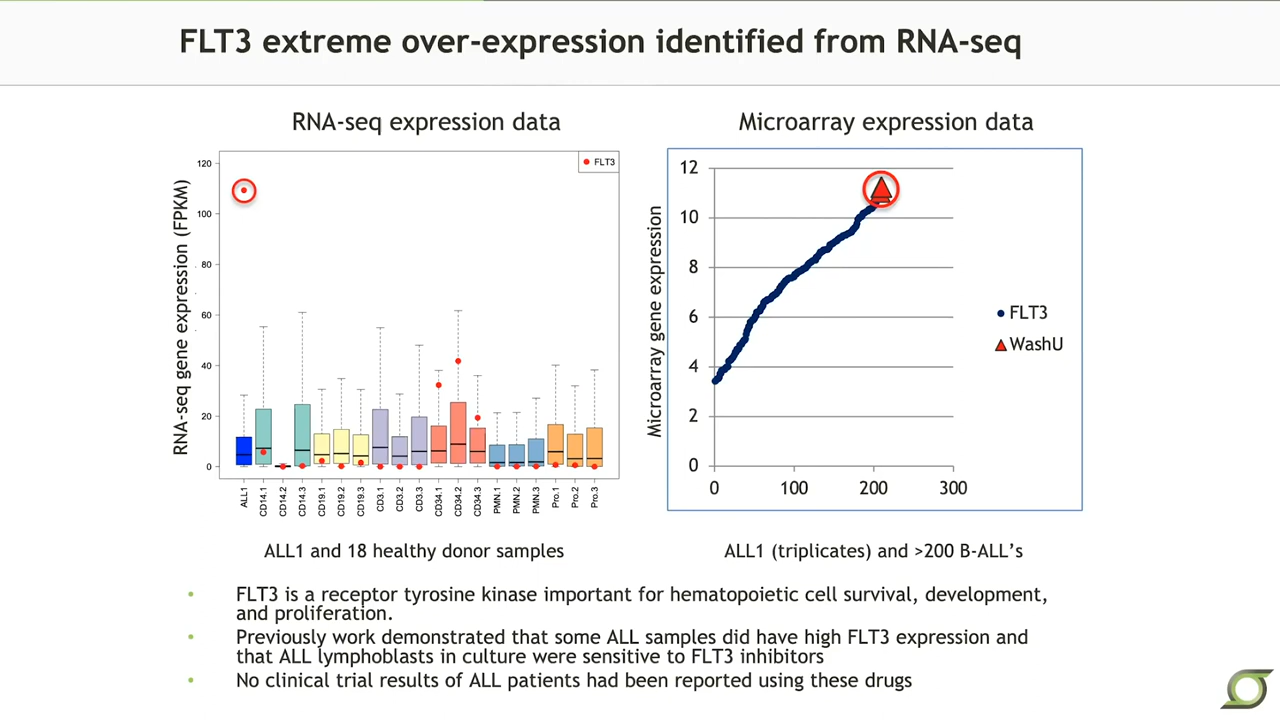 FLT3 extreme over-expression identified from RNA-seq
RNA-seq expression data
RNA-seq gene expression (FPKM)
120
100
80
60
40
20
0
FLT3
ALL1
CD14.1
CD14.2
CD14.3
CD19.1
CD19.2
CD19.3
CD3.1
CD3.2
CD3.3
CD34.1
CD34.2
CD34.3
PMN.1
PMN.2
PMN.3
Pro.1
Pro.2
Pro.3
ALL1 and 18 healthy donor samples
Microarray expression data
Microarray gene expression
12
10
8
6
4
2
0
0 100 200 300
FLT3
WashU
ALL1 (triplicates) and >200 B-ALL’s
• FLT3 is a receptor tyrosine kinase important for hematopoietic cell survival, development,
and proliferation.
• Previously work demonstrated that some ALL samples did have high FLT3 expression and
that ALL lymphoblasts in culture were sensitive to FLT3 inhibitors
• No clinical trial results of ALL patients had been reported using these drugs